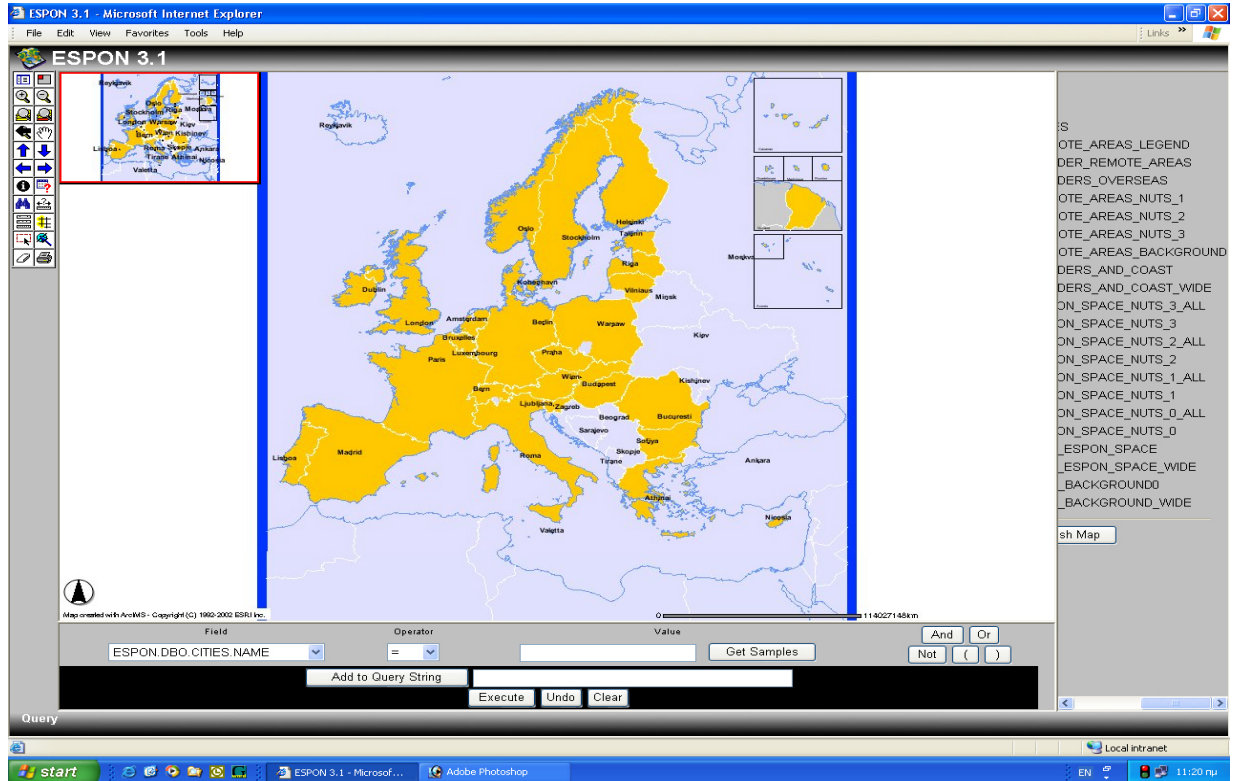 ESPON 3.1 - Microsoft Internet Explorer
File Edit View Favorites Tools Help
Links »
ESPON 3.1
Reykjavik
Oslo
Stockholm Riga Moskva
London Warsaw Kiev
Bern Wien Kishinev
Lisboa Roma Skopje Ankara
Tirane Athinai Nicosia
Valetta
Reykjavik
Helsinki
Oslo
Tallinn
Stockholm
Moskva
Riga
Kobenhavn
Dublin
Vilnius
Minsk
Amsterdam
London
Berlin
Warsaw
Bruxelles
Kiev
Luxembourg
Praha
Paris
Wien
Budapest
Kishinev
Bern
Ljubljana
Zagreb
Beograd
Bucuresti
Sarajevo
Sofiya
Skopje
Madrid
Lisboa
Roma
Tirane
Ankara
Athinai
Nicosia
Valetta
Map created with ArcIMS - Copyright (C) 1992-2002 ESRI Inc.
0 114027148km
:S
OTE_AREAS_LEGEND
DER_REMOTE_AREAS
DERS_OVERSEAS
OTE_AREAS_NUTS_1
OTE_AREAS_NUTS_2
OTE_AREAS_NUTS_3
OTE_AREAS_BACKGROUND
DERS_AND_COAST
DERS_AND_COAST_WIDE
ON_SPACE_NUTS_3_ALL
ON_SPACE_NUTS_3
ON_SPACE_NUTS_2_ALL
ON_SPACE_NUTS_2
ON_SPACE_NUTS_1_ALL
ON_SPACE_NUTS_1
ON_SPACE_NUTS_0_ALL
ON_SPACE_NUTS_0
_ESPON_SPACE
_ESPON_SPACE_WIDE
_BACKGROUND0
_BACKGROUND_WIDE
sh Map
Field Operator Value
ESPON.DBO.CITIES.NAME = Get Samples
And Or
Not ( )
Add to Query String
Execute Undo Clear
Query
Local intranet
start ESPON 3.1 - Microsof... Adobe Photoshop EN 11:20 πμ